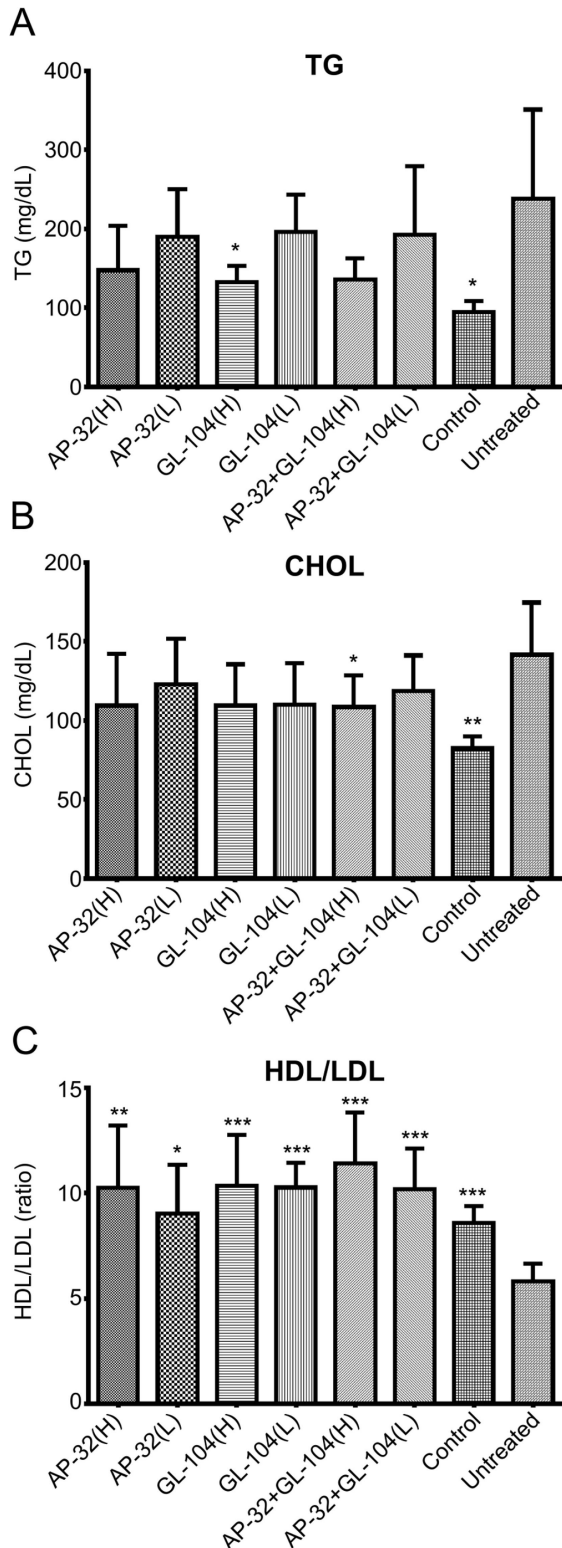 A
TG
TG (mg/dL)
400
300
200
100
0
*
*
AP-32(H)
AP-32(L)
GL-104(H)
GL-104(L)
AP-32+GL-104(H)
AP-32+GL-104(L)
Control
Untreated
B
CHOL
CHOL (mg/dL)
200
150
100
50
0
*
**
AP-32(H)
AP-32(L)
GL-104(H)
GL-104(L)
AP-32+GL-104(H)
AP-32+GL-104(L)
Control
Untreated
C
HDL/LDL
HDL/LDL (ratio)
15
10
5
0
**
*
***
***
***
***
***
AP-32(H)
AP-32(L)
GL-104(H)
GL-104(L)
AP-32+GL-104(H)
AP-32+GL-104(L)
Control
Untreated